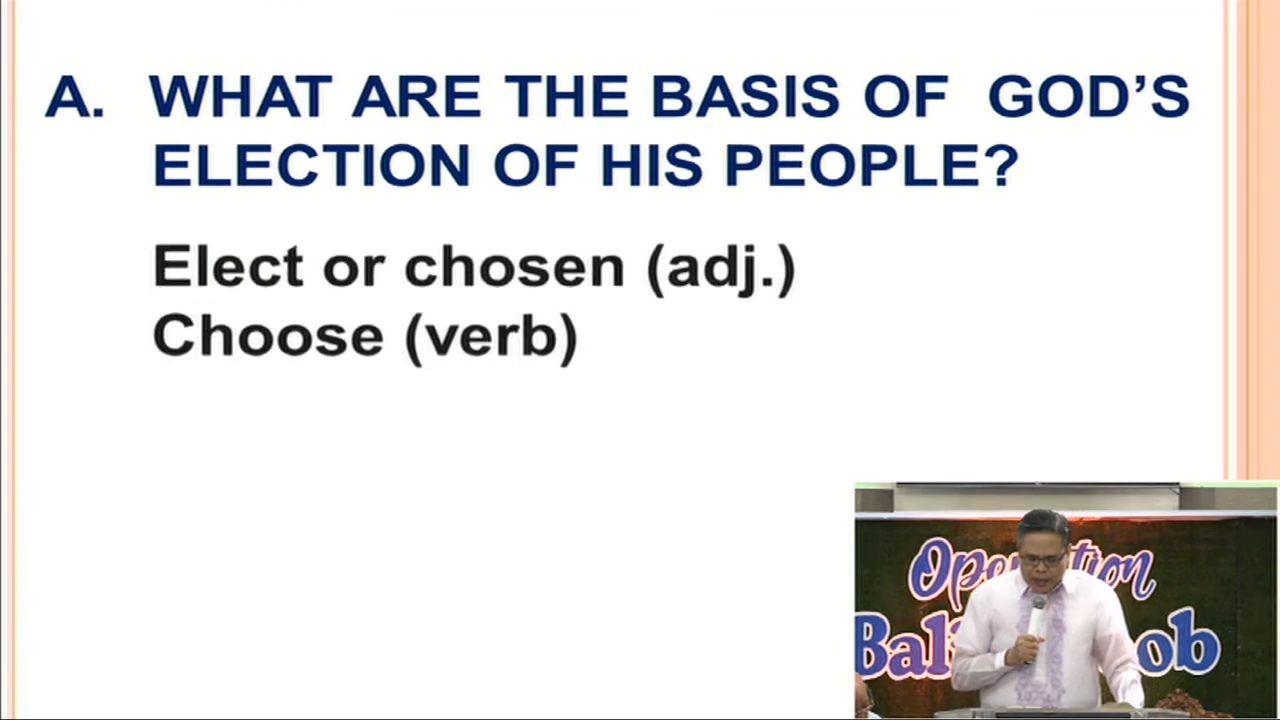 A. WHAT ARE THE BASIS OF GOD’S
ELECTION OF HIS PEOPLE?
Elect or chosen (adj.)
Choose (verb)